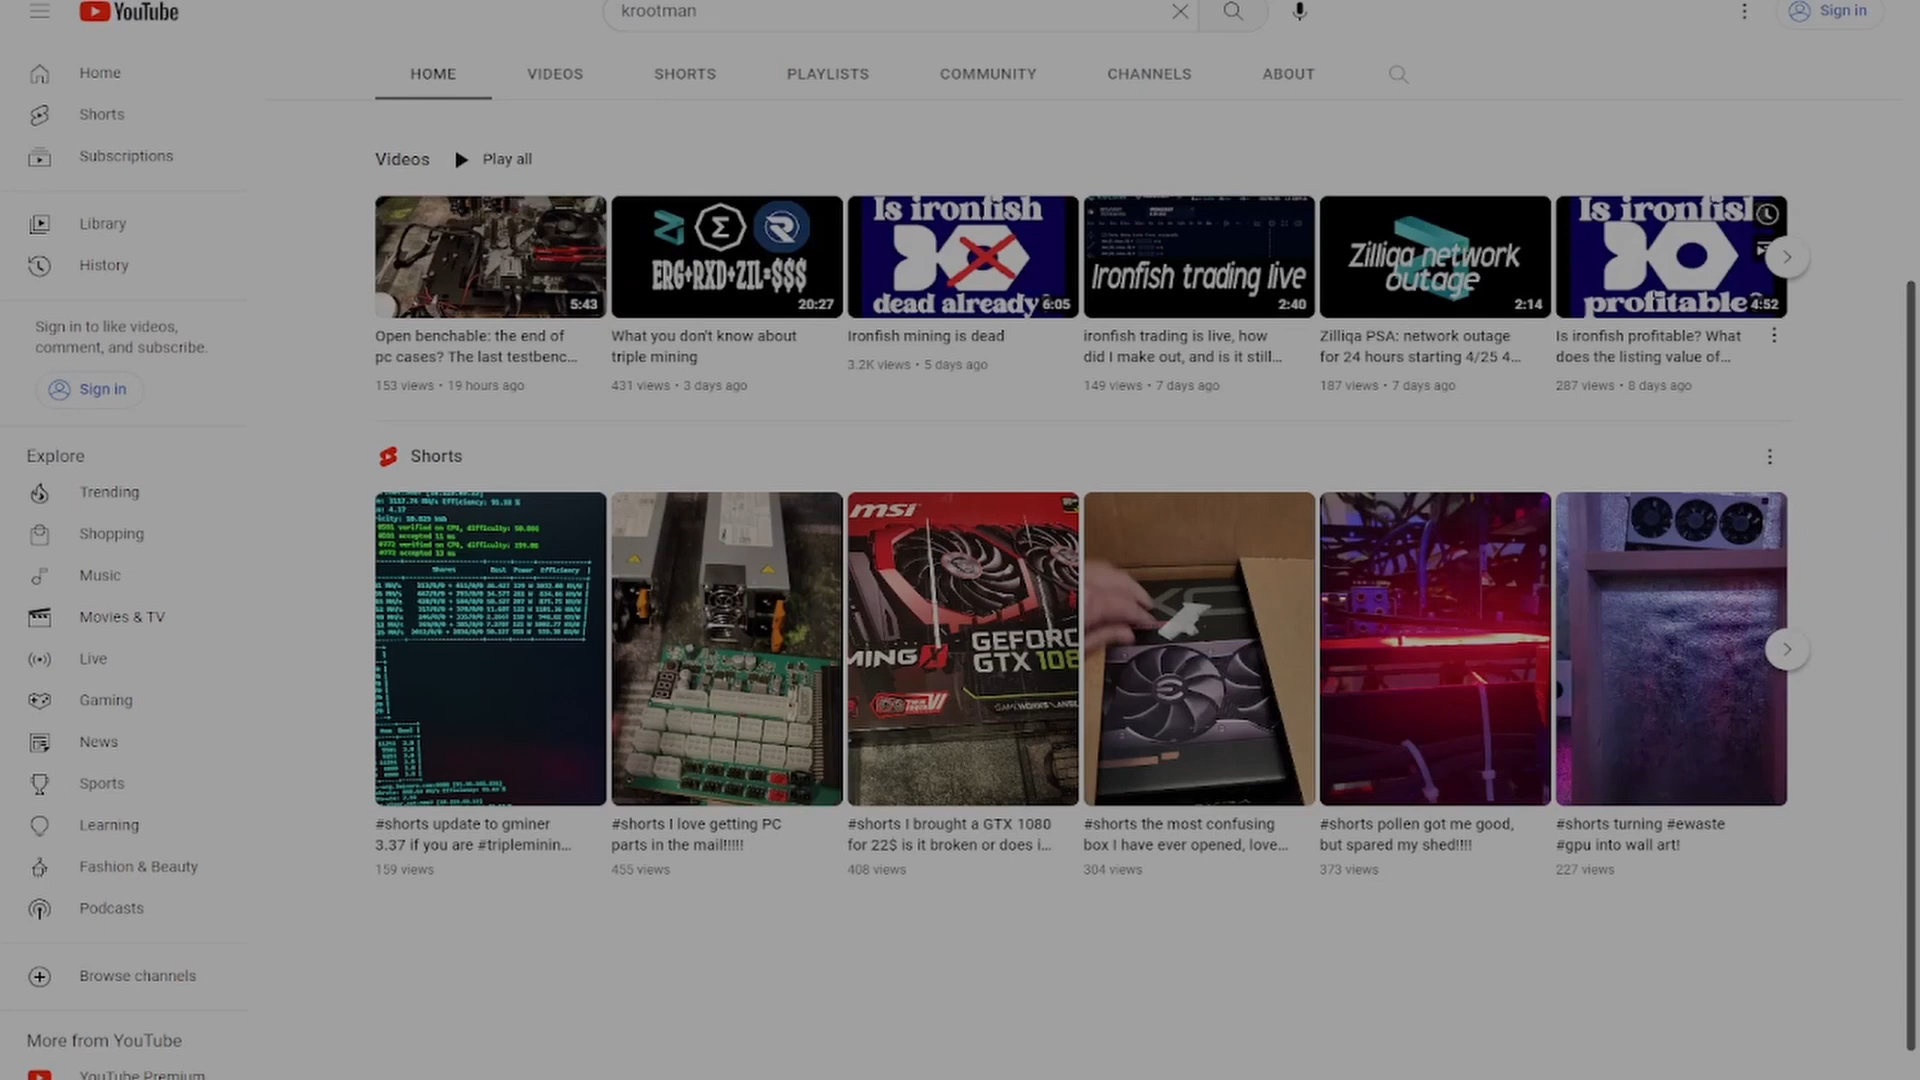 YouTube
krootman
Sign in
Home
Shorts
Subscriptions
Library
History
Sign in to like videos,
comment, and subscribe.
Sign in
Explore
Trending
Shopping
Music
Movies & TV
Live
Gaming
News
Sports
Learning
Fashion & Beauty
Podcasts
Browse channels
More from YouTube
YouTube Premium
HOME
VIDEOS
SHORTS
PLAYLISTS
COMMUNITY
CHANNELS
ABOUT
Videos
Play all
5:43
Open benchable: the end of
pc cases? The last testbenc...
153 views • 19 hours ago
ERG+RXD+ZIL=$$$
20:27
What you don't know about
triple mining
431 views • 3 days ago
Is ironfish
dead already
6:05
Ironfish mining is dead
3.2K views • 5 days ago
Ironfish trading live
2:40
ironfish trading is live, how
did I make out, and is it still...
149 views • 7 days ago
Zilliqa network
outage
2:14
Zilliqa PSA: network outage
for 24 hours starting 4/25 4...
187 views • 7 days ago
Is ironfisl
profitable
4:52
Is ironfish profitable? What
does the listing value of...
287 views • 8 days ago
Shorts
Shares Best Power Efficiency
#shorts update to gminer
3.37 if you are #tripleminin...
159 views
#shorts I love getting PC
parts in the mail!!!!!
455 views
msi
MING X
GEFORC
GTX 108
#shorts I brought a GTX 1080
for 22$ is it broken or does i...
408 views
#shorts the most confusing
box I have ever opened, love...
304 views
#shorts pollen got me good,
but spared my shed!!!!
373 views
#shorts turning #ewaste
#gpu into wall art!
227 views